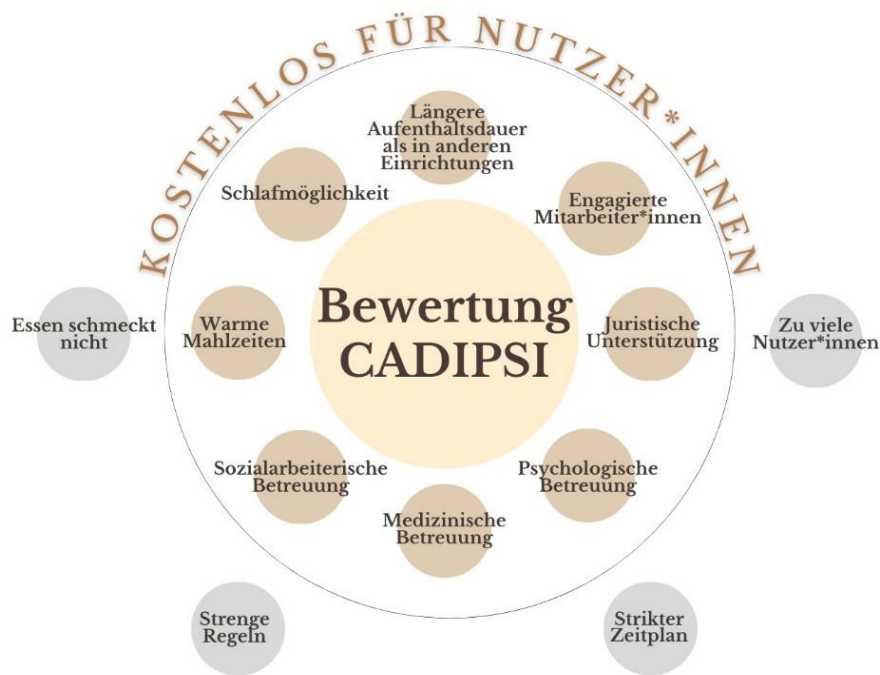 KOSTENLOS FÜR NUTZER*INNEN
Längere
Aufenthaltsdauer
als in anderen
Einrichtungen
Schlafmöglichkeit
Engagierte
Mitarbeiter*innen
Bewertung
CADIPSI
Essen schmeckt
nicht
Warme
Mahlzeiten
Juristische
Unterstützung
Zu viele
Nutzer*innen
Sozialarbeiterische
Betreuung
Psychologische
Betreuung
Medizinische
Betreuung
Strenge
Regeln
Strikter
Zeitplan